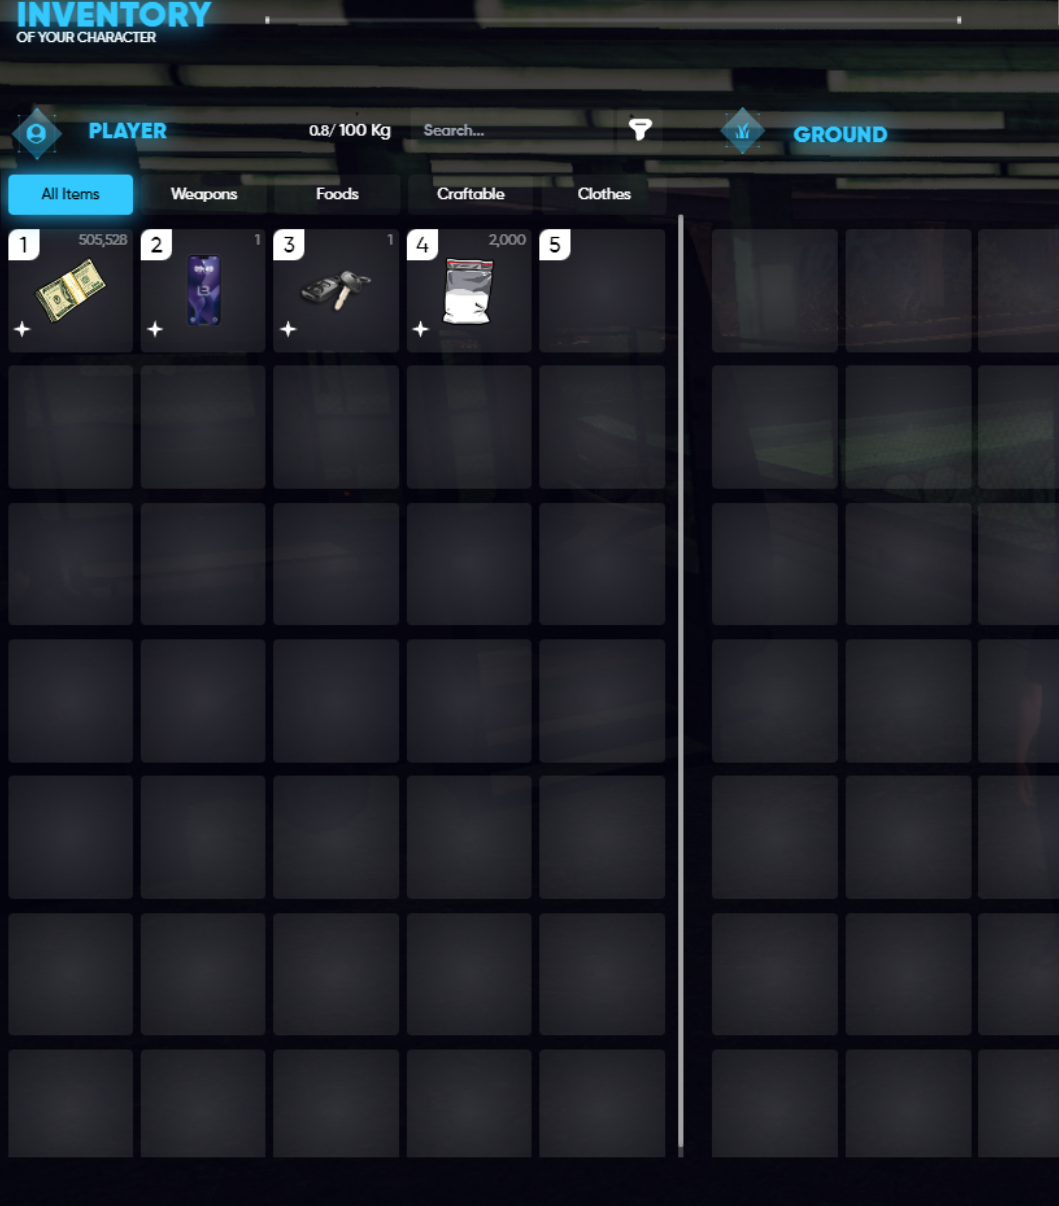 INVENTORY
OF YOUR CHARACTER
PLAYER
0.8/ 100 Kg
Search...
GROUND
All Items
Weapons
Foods
Craftable
Clothes
1
505,528
2
1
3
1
4
2,000
5